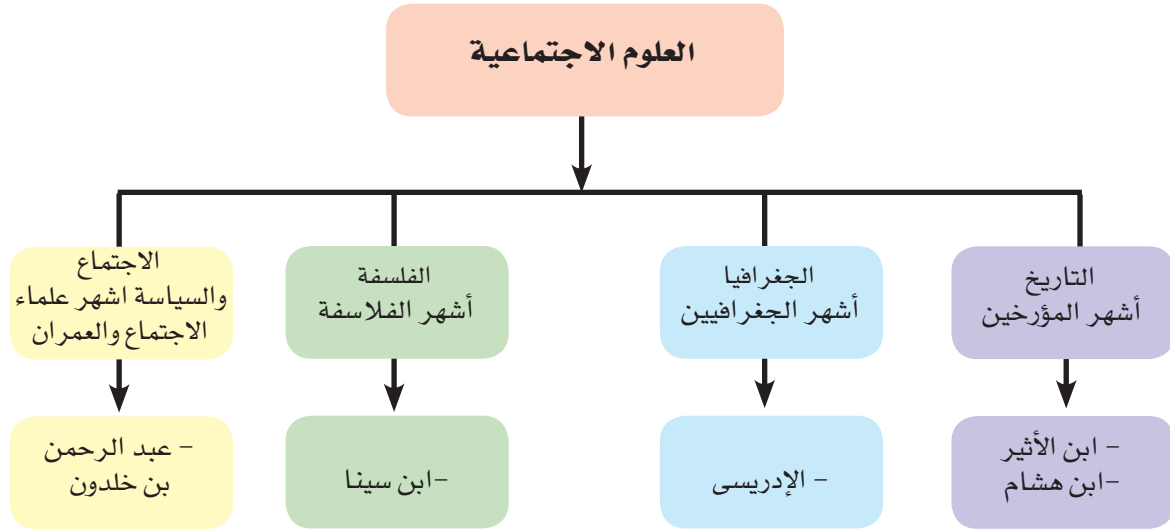 العلوم الاجتماعية
التاريخ
أشهر المؤرخين
الجغرافيا
أشهر الجغرافيين
الفلسفة
أشهر الفلاسفة
الاجتماع
والسياسة اشهر علماء
الاجتماع والعمران
– ابن الأثير
–ابن هشام
– الإدريسى
–ابن سينا
– عبد الرحمن
بن خلدون